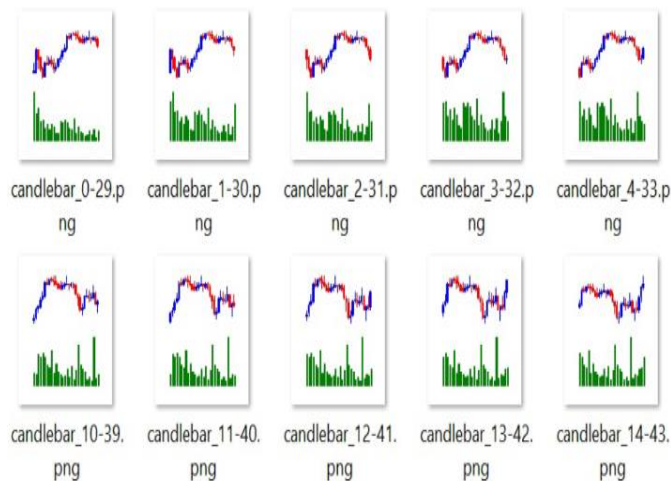 candlebar_0-29.p
ng
candlebar_1-30.p
ng
candlebar_2-31.p
ng
candlebar_3-32.p
ng
candlebar_4-33.p
ng
candlebar_10-39.
png
candlebar_11-40.
png
candlebar_12-41.
png
candlebar_13-42.
png
candlebar_14-43.
png